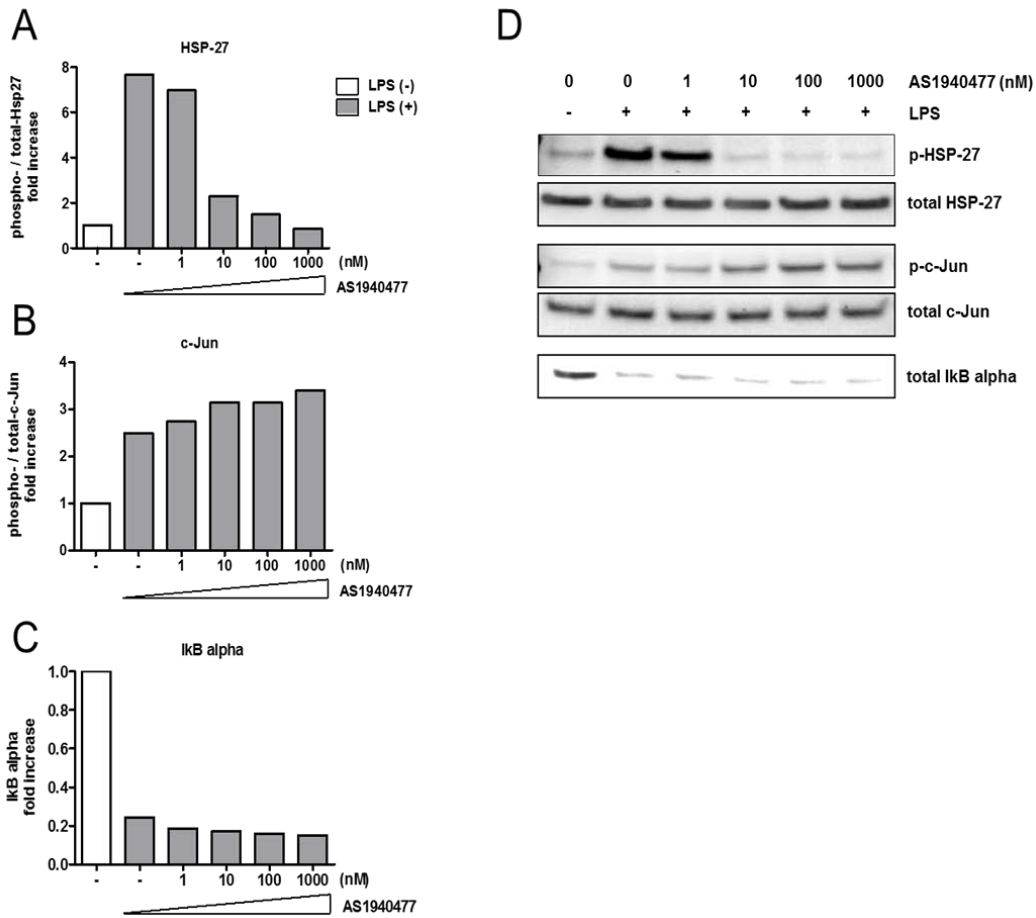 A
HSP-27
phospho- / total-Hsp27
fold increase
8
6
4
2
0
- - 1 10 100 1000 (nM)
AS1940477
LPS (-)
LPS (+)
B
c-Jun
phospho- / total-c-Jun
fold increase
4
3
2
1
0
- - 1 10 100 1000 (nM)
AS1940477
C
IkB alpha
IkB alpha
fold increase
1.0
0.8
0.6
0.4
0.2
0.0
- - 1 10 100 1000 (nM)
AS1940477
D
0 0 1 10 100 1000 AS1940477 (nM)
- + + + + + LPS
p-HSP-27
total HSP-27
p-c-Jun
total c-Jun
total IkB alpha